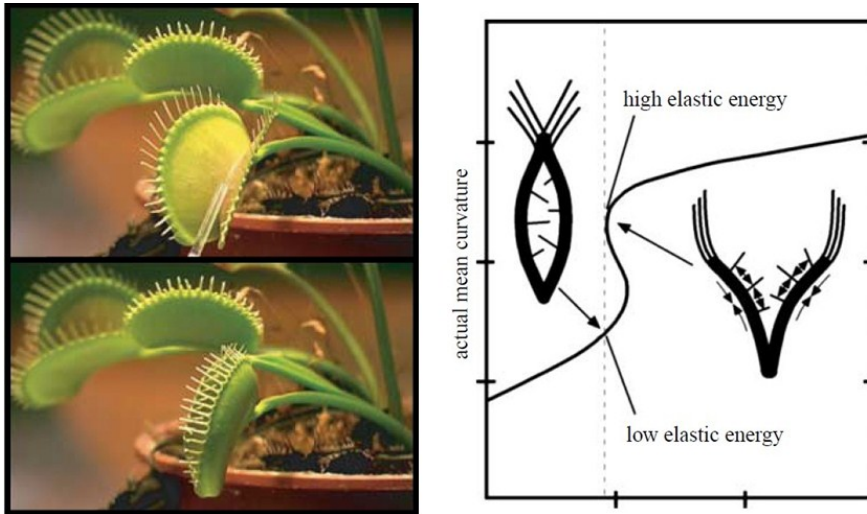 high elastic energy
actual mean curvature
low elastic energy